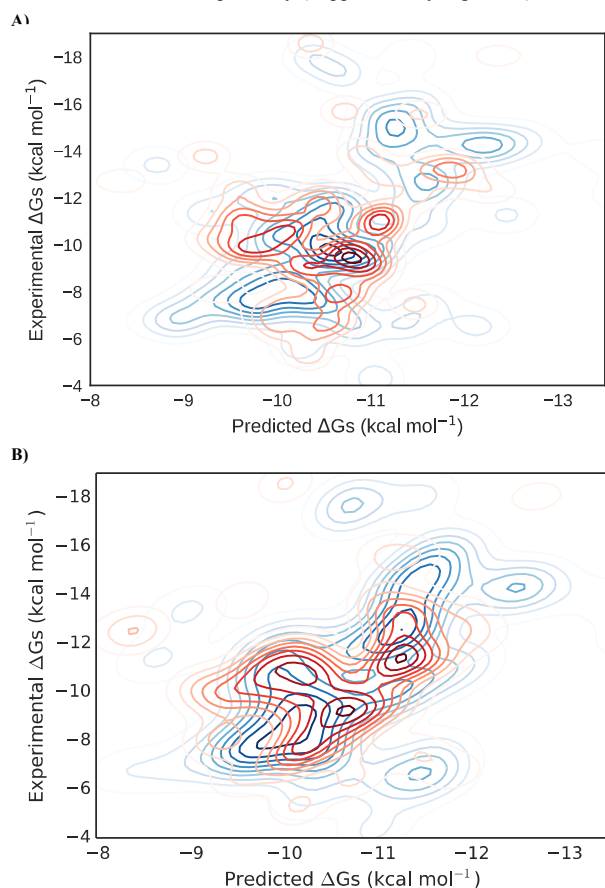 A)
−18
−16
−14
−12
−10
−8
−6
−4
Experimental ΔGs (kcal mol⁻¹)
−8 −9 −10 −11 −12 −13
Predicted ΔGs (kcal mol⁻¹)
B)
−18
−16
−14
−12
−10
−8
−6
−4
Experimental ΔGs (kcal mol⁻¹)
−8 −9 −10 −11 −12 −13
Predicted ΔGs (kcal mol⁻¹)